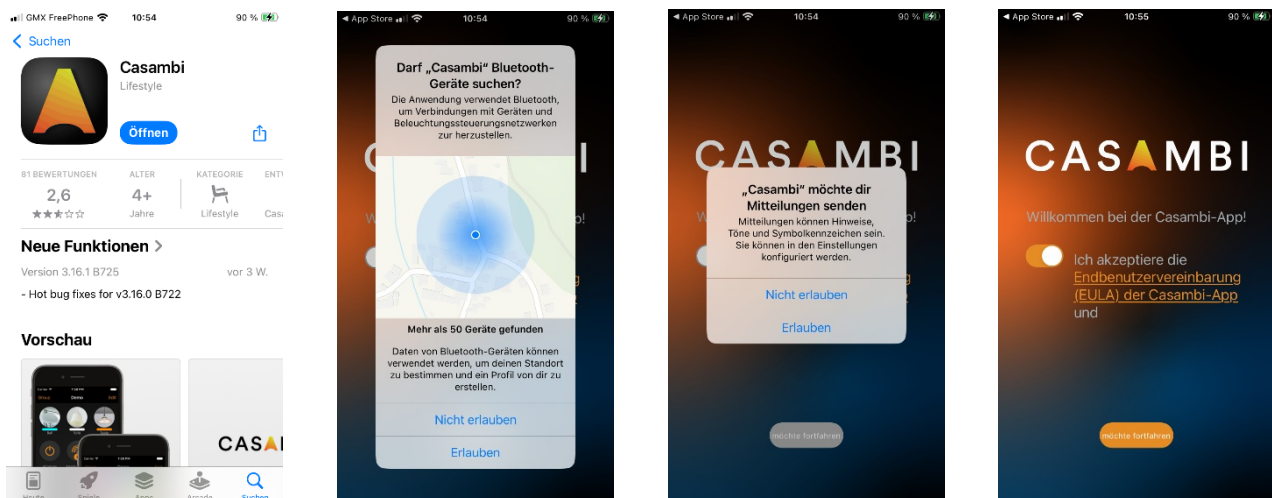 GMX FreePhone 10:54 90 %
Suchen
Casambi
Lifestyle
Öffnen
81 BEWERTUNGEN ALTER KATEGORIE
2,6 4+
Jahre Lifestyle
Neue Funktionen >
Version 3.16.1 B725 vor 3 W.
- Hot bug fixes for v3.16.0 B722
Vorschau
Group Demo Edit
CASA
Heute Spiele Apps Arcade Suchen
App Store 10:54 90 %
Darf „Casambi“ Bluetooth-
Geräte suchen?
Die Anwendung verwendet Bluetooth,
um Verbindungen mit Geräten und
Beleuchtungssteuerungsnetzwerken
zur herzustellen.
Mehr als 50 Geräte gefunden
Daten von Bluetooth-Geräten können
verwendet werden, um deinen Standort
zu bestimmen und ein Profil von dir zu
erstellen.
Nicht erlauben
Erlauben
App Store 10:54 90 %
CASAMBI
„Casambi“ möchte dir
Mitteilungen senden
Mitteilungen können Hinweise,
Töne und Symbolkennzeichen sein.
Sie können in den Einstellungen
konfiguriert werden.
Nicht erlauben
Erlauben
möchte fortfahren
App Store 10:55 90 %
CASAMBI
Willkommen bei der Casambi-App!
Ich akzeptiere die
Endbenutzervereinbarung
(EULA) der Casambi-App
und
möchte fortfahren